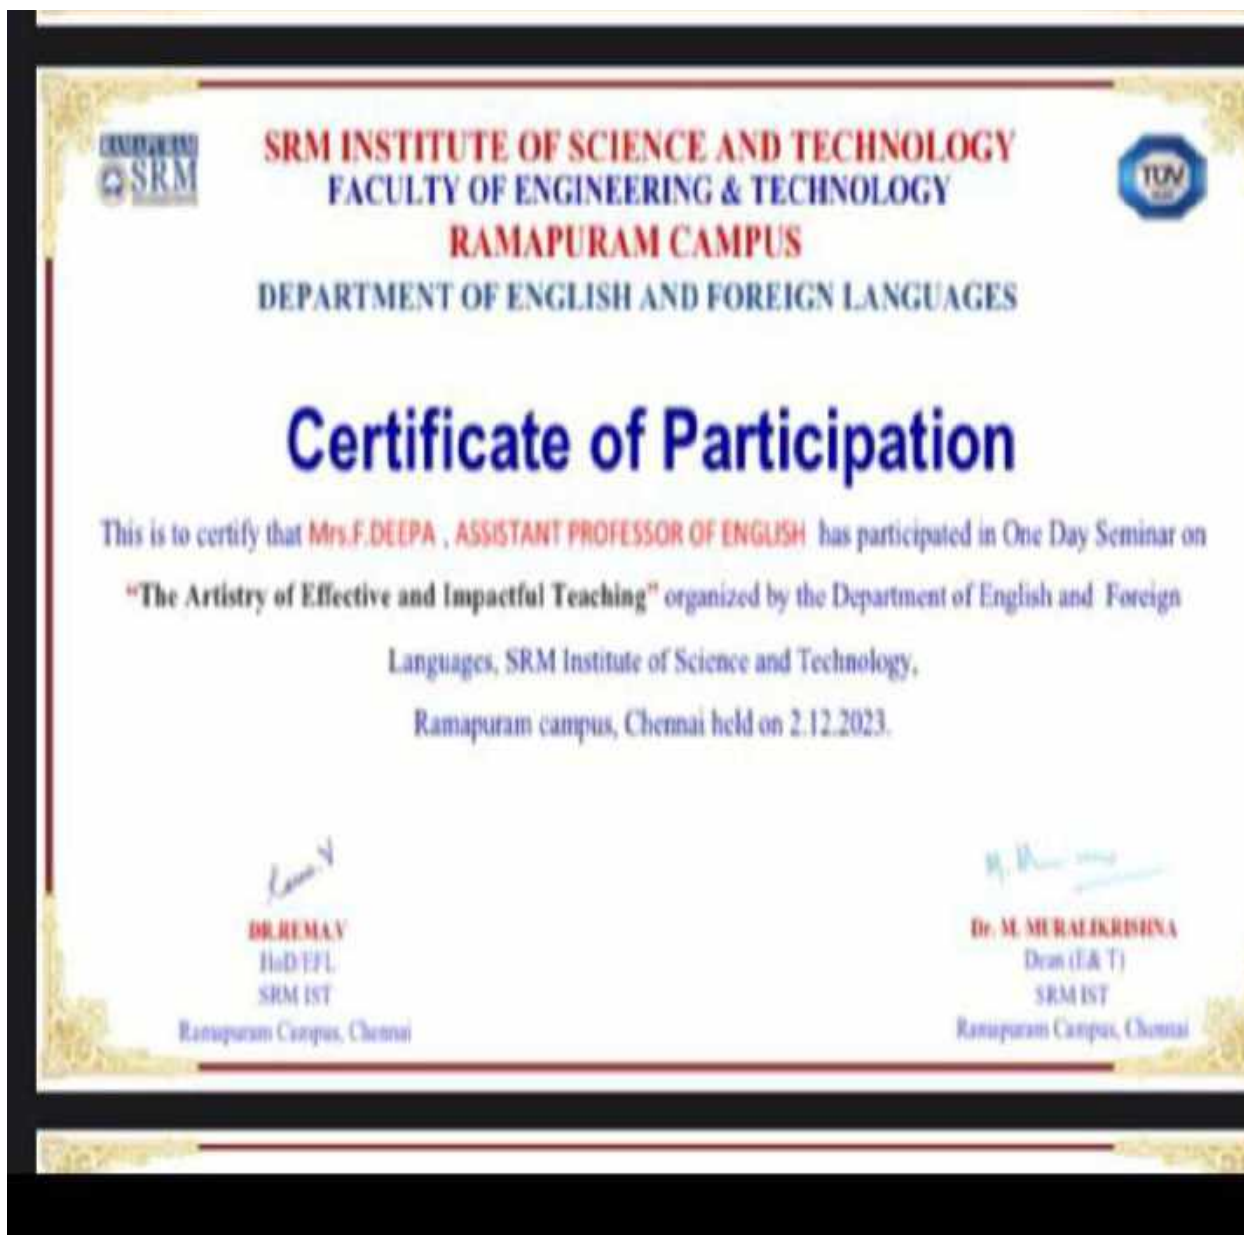 SRM
SRM INSTITUTE OF SCIENCE AND TECHNOLOGY
FACULTY OF ENGINEERING & TECHNOLOGY
RAMAPURAM CAMPUS
DEPARTMENT OF ENGLISH AND FOREIGN LANGUAGES
TUV
Certificate of Participation
This is to certify that Mrs.F.DEEPA , ASSISTANT PROFESSOR OF ENGLISH has participated in One Day Seminar on
“The Artistry of Effective and Impactful Teaching” organized by the Department of English and Foreign
Languages, SRM Institute of Science and Technology,
Ramapuram campus, Chennai held on 2.12.2023.
DR.REMA.V
HoD/EFL
SRM IST
Ramapuram Campus, Chennai
Dr. M. MURALIKRISHNA
Dean (E& T)
SRM IST
Ramapuram Campus, Chennai